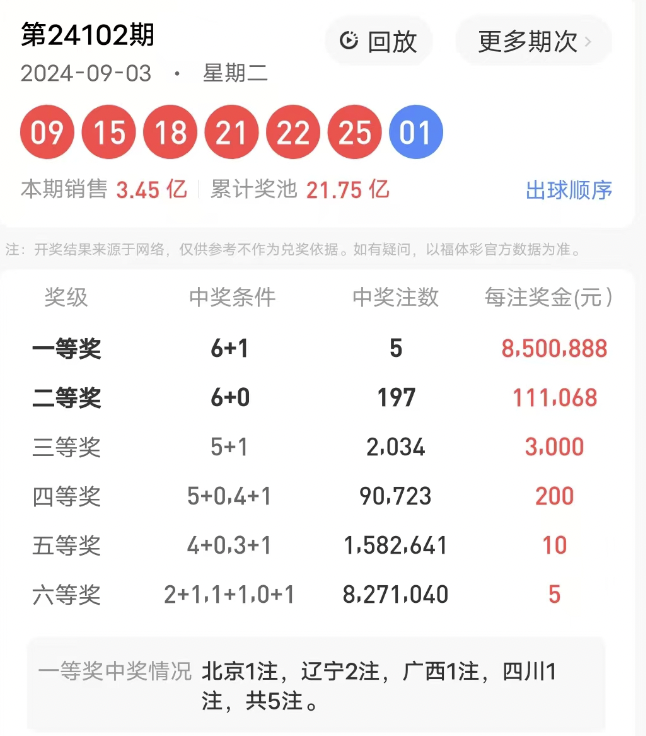 第24102期 回放 更多期次 >
2024-09-03 · 星期二
09 15 18 21 22 25 01
本期销售 3.45 亿 累计奖池 21.75 亿 出球顺序
注：开奖结果来源于网络，仅供参考不作为兑奖依据。如有疑问，以福体彩官方数据为准。
奖级 中奖条件 中奖注数 每注奖金(元)
一等奖 6+1 5 8,500,888
二等奖 6+0 197 111,068
三等奖 5+1 2,034 3,000
四等奖 5+0,4+1 90,723 200
五等奖 4+0,3+1 1,582,641 10
六等奖 2+1,1+1,0+1 8,271,040 5
一等奖中奖情况 北京1注，辽宁2注，广西1注，四川1
注，共5注。